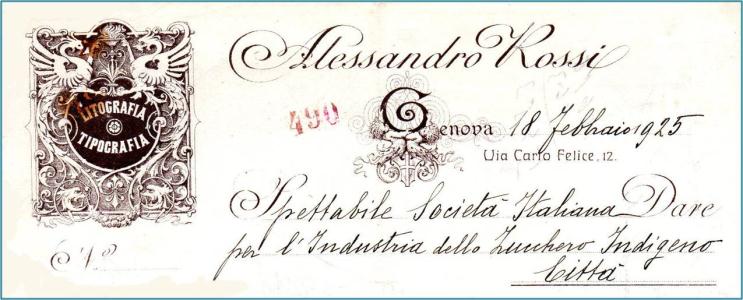 Alessandro Rossi
LITOGRAFIA
TIPOGRAFIA
490
Genova 18 Febbraio 1925
Via Carlo Felice, 12.
Spettabile Società Italiana Dare
per l'Industria dello Zucchero Indigeno
Città
N.º